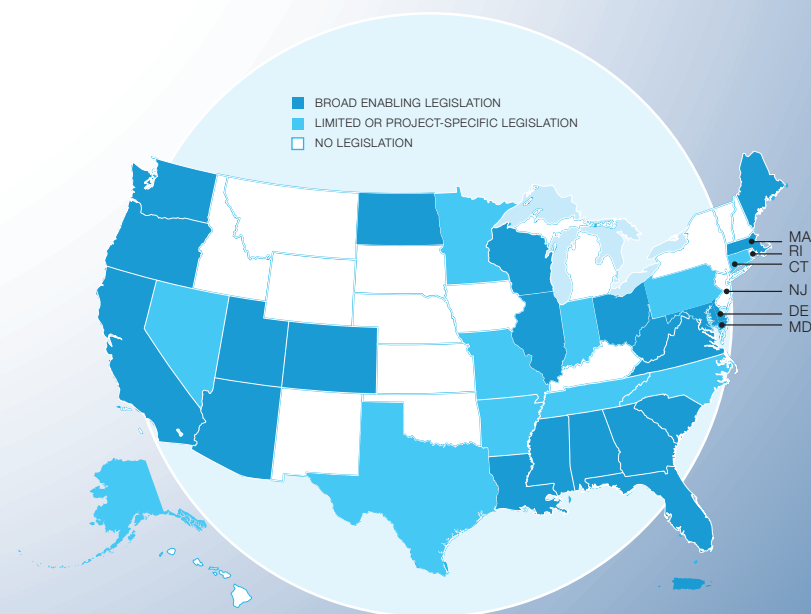 BROAD ENABLING LEGISLATION
LIMITED OR PROJECT-SPECIFIC LEGISLATION
NO LEGISLATION
MA
RI
CT
NJ
DE
MD